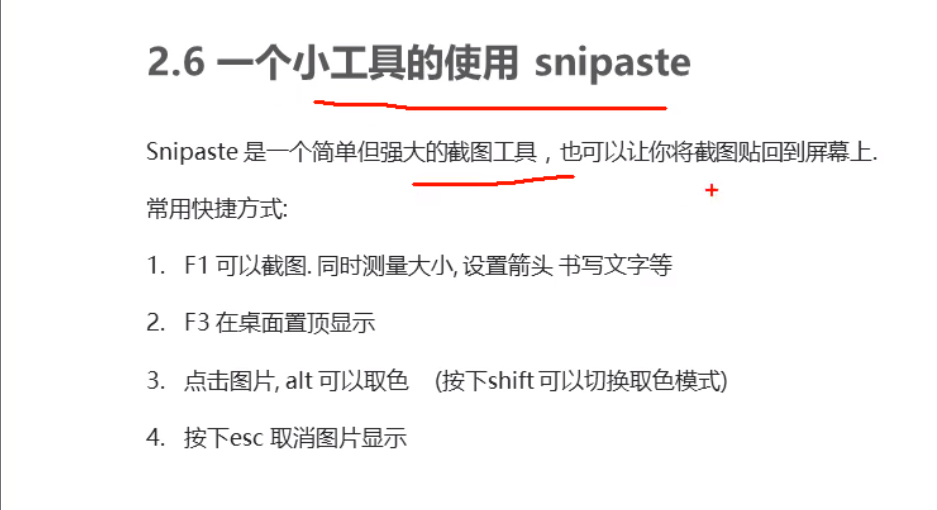 2.6 一个小工具的使用 snipaste
Snipaste 是一个简单但强大的截图工具，也可以让你将截图贴回到屏幕上.
常用快捷方式:
1. F1 可以截图. 同时测量大小, 设置箭头 书写文字等
2. F3 在桌面置顶显示
3. 点击图片, alt 可以取色 (按下shift 可以切换取色模式)
4. 按下esc 取消图片显示